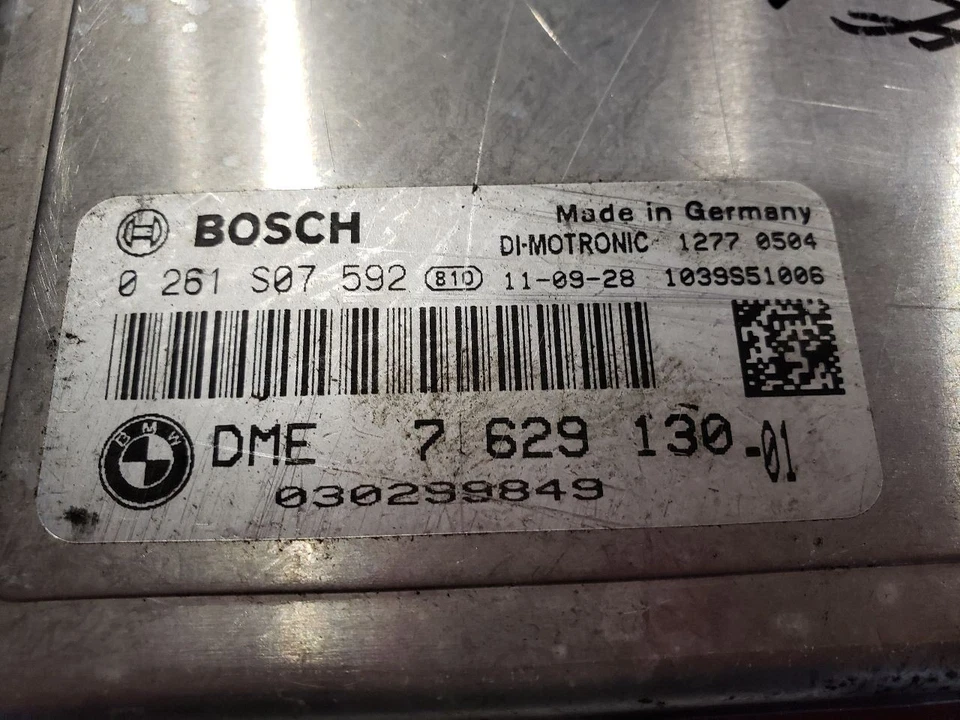 BOSCH
Made in Germany
DI-MOTRONIC 1277 0504
0 261 S07 592 810 11-09-28 1039S51006
BMW
DME 7 629 130-01
030299849